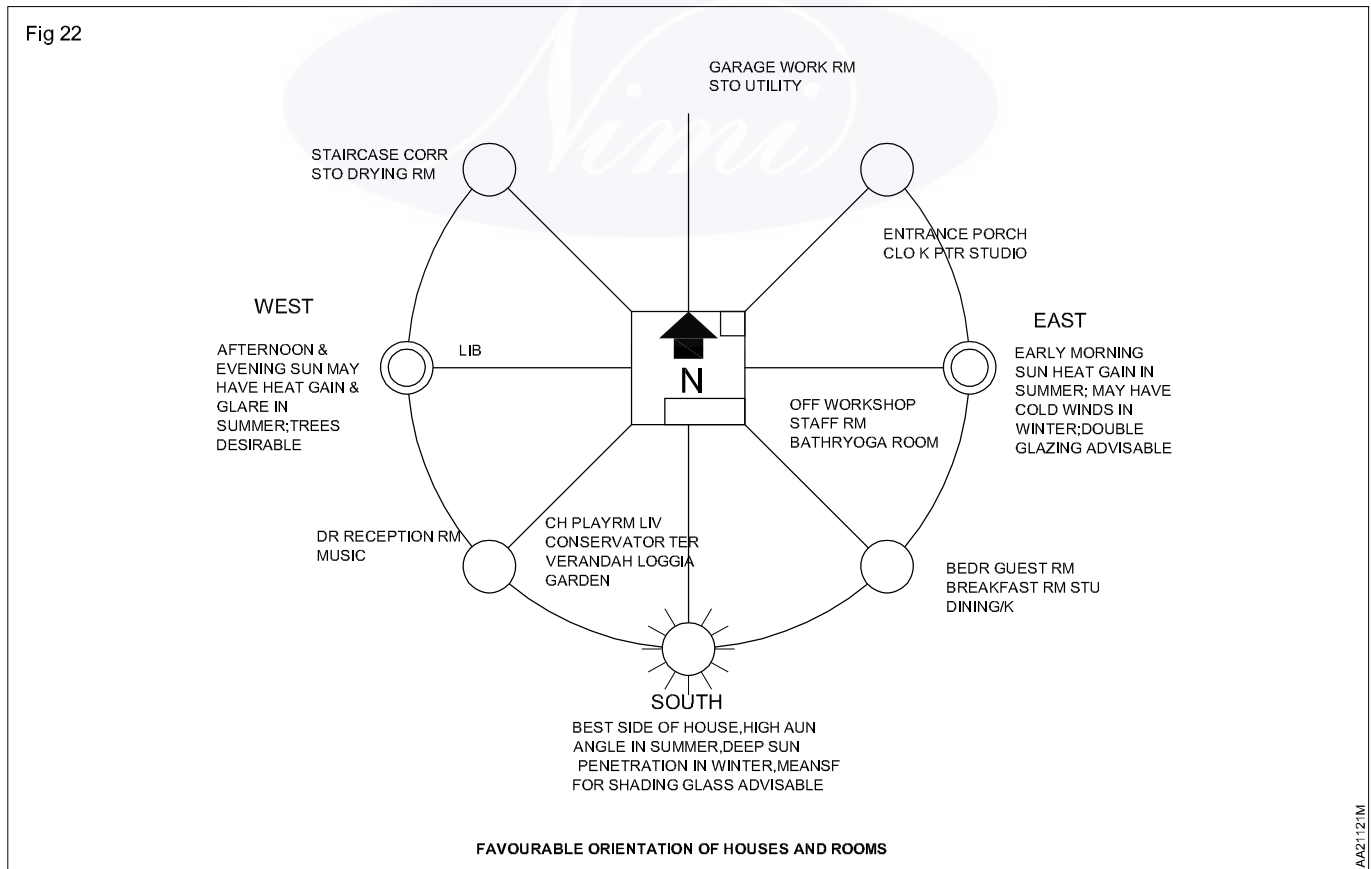 Fig 22
Nimi
GARAGE WORK RM
STO UTILITY
STAIRCASE CORR
STO DRYING RM
ENTRANCE PORCH
CLO K PTR STUDIO
WEST
AFTERNOON &
EVENING SUN MAY
HAVE HEAT GAIN &
GLARE IN
SUMMER;TREES
DESIRABLE
LIB
N
EAST
EARLY MORNING
SUN HEAT GAIN IN
SUMMER; MAY HAVE
COLD WINDS IN
WINTER;DOUBLE
GLAZING ADVISABLE
OFF WORKSHOP
STAFF RM
BATHRYOGA ROOM
DR RECEPTION RM
MUSIC
CH PLAYRM LIV
CONSERVATOR TER
VERANDAH LOGGIA
GARDEN
BEDR GUEST RM
BREAKFAST RM STU
DINING/K
SOUTH
BEST SIDE OF HOUSE,HIGH AUN
ANGLE IN SUMMER,DEEP SUN
PENETRATION IN WINTER,MEANSF
FOR SHADING GLASS ADVISABLE
FAVOURABLE ORIENTATION OF HOUSES AND ROOMS
AA21121M